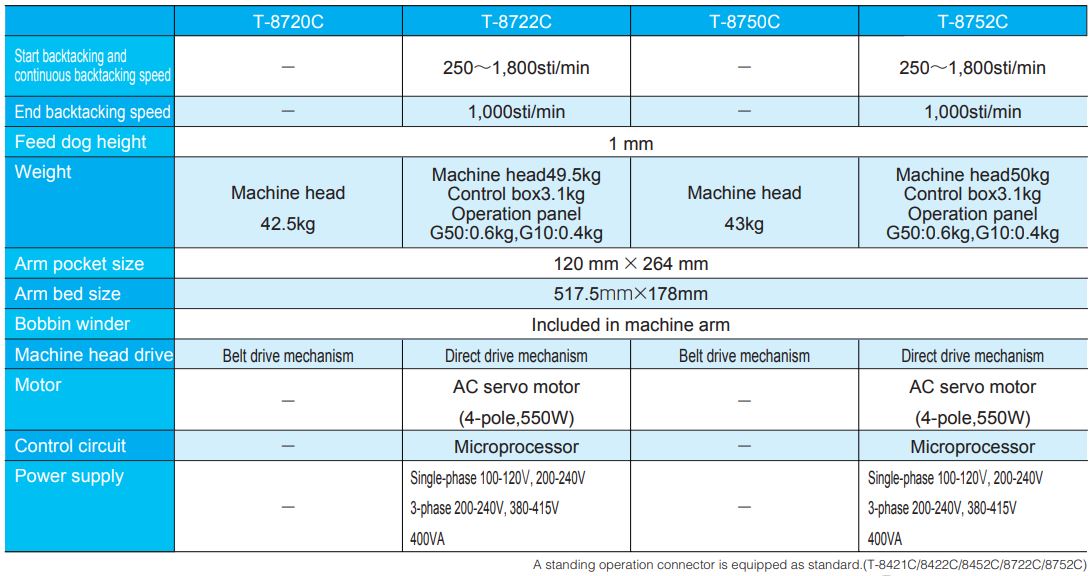 T-8720C T-8722C T-8750C T-8752C
Start backtacking and
continuous backtacking speed — 250～1,800sti/min — 250～1,800sti/min
End backtacking speed — 1,000sti/min — 1,000sti/min
Feed dog height 1 mm
Weight
Machine head
42.5kg
Machine head49.5kg
Control box3.1kg
Operation panel
G50:0.6kg,G10:0.4kg
Machine head
43kg
Machine head50kg
Control box3.1kg
Operation panel
G50:0.6kg,G10:0.4kg
Arm pocket size 120 mm × 264 mm
Arm bed size 517.5mm×178mm
Bobbin winder Included in machine arm
Machine head drive Belt drive mechanism Direct drive mechanism Belt drive mechanism Direct drive mechanism
Motor
—
AC servo motor
(4-pole,550W)
—
AC servo motor
(4-pole,550W)
Control circuit — Microprocessor — Microprocessor
Power supply
—
Single-phase 100-120V, 200-240V
3-phase 200-240V, 380-415V
400VA
—
Single-phase 100-120V, 200-240V
3-phase 200-240V, 380-415V
400VA
A standing operation connector is equipped as standard.(T-8421C/8422C/8452C/8722C/8752C)